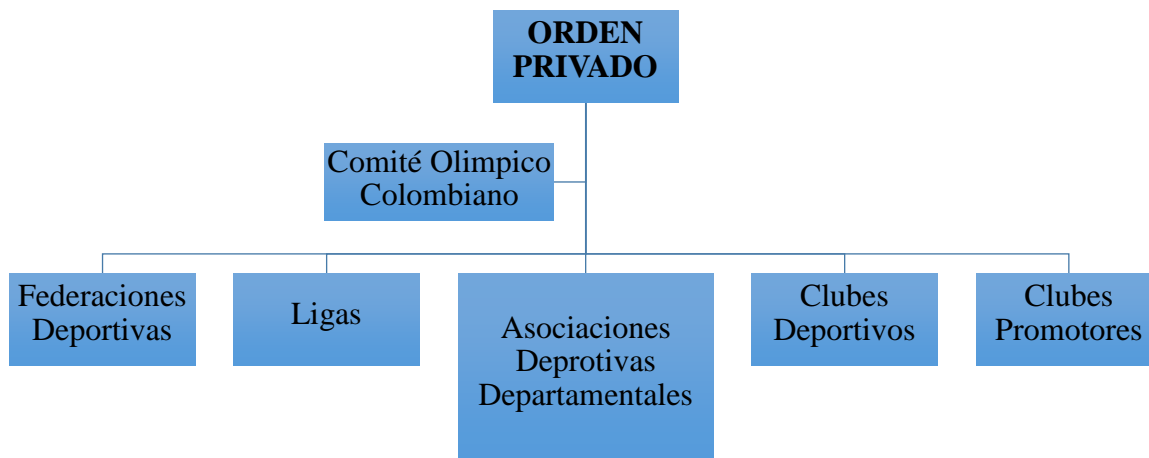 ORDEN
PRIVADO
Comité Olimpico
Colombiano
Federaciones
Deportivas
Ligas
Asociaciones
Deprotivas
Departamentales
Clubes
Deportivos
Clubes
Promotores